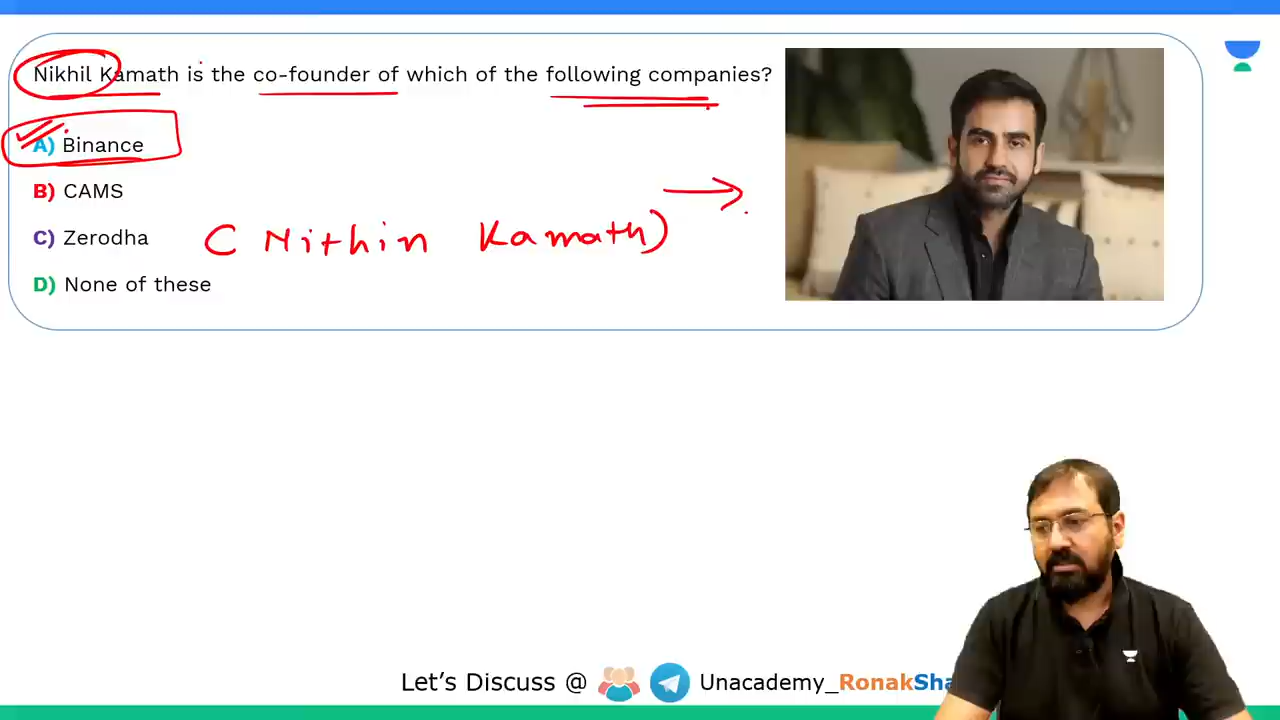 Nikhil Kamath is the co-founder of which of the following companies?
A) Binance
B) CAMS
C) Zerodha (Nithin Kamath)
D) None of these
Let's Discuss @ Unacademy_RonakSha